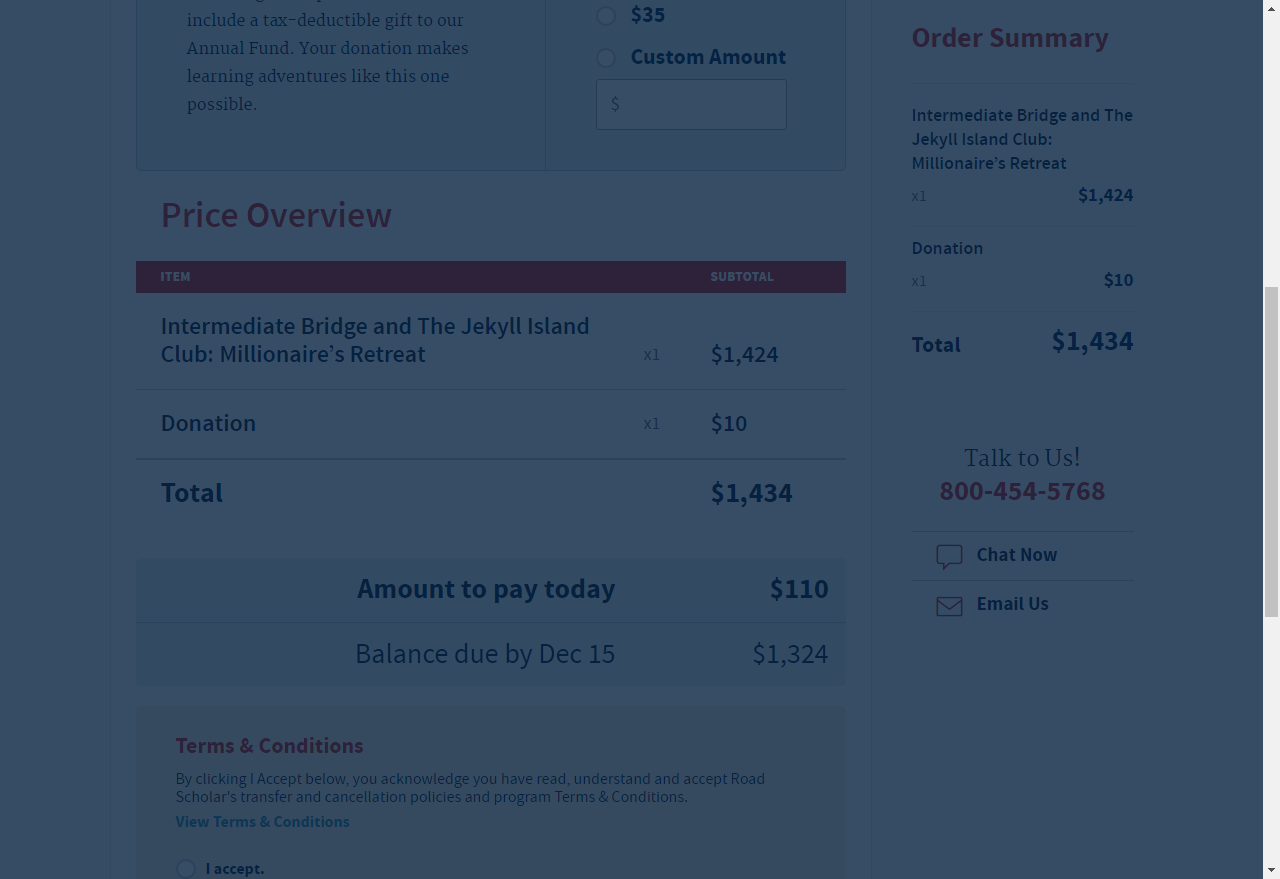 include a tax-deductible gift to our
Annual Fund. Your donation makes
learning adventures like this one
possible.
$35
Custom Amount
$
Price Overview
ITEM SUBTOTAL
Intermediate Bridge and The Jekyll Island
Club: Millionaire’s Retreat x1 $1,424
Donation x1 $10
Total $1,434
Amount to pay today $110
Balance due by Dec 15 $1,324
Terms & Conditions
By clicking I Accept below, you acknowledge you have read, understand and accept Road
Scholar's transfer and cancellation policies and program Terms & Conditions.
View Terms & Conditions
I accept.
Order Summary
Intermediate Bridge and The
Jekyll Island Club:
Millionaire’s Retreat
x1 $1,424
Donation
x1 $10
Total $1,434
Talk to Us!
800-454-5768
Chat Now
Email Us